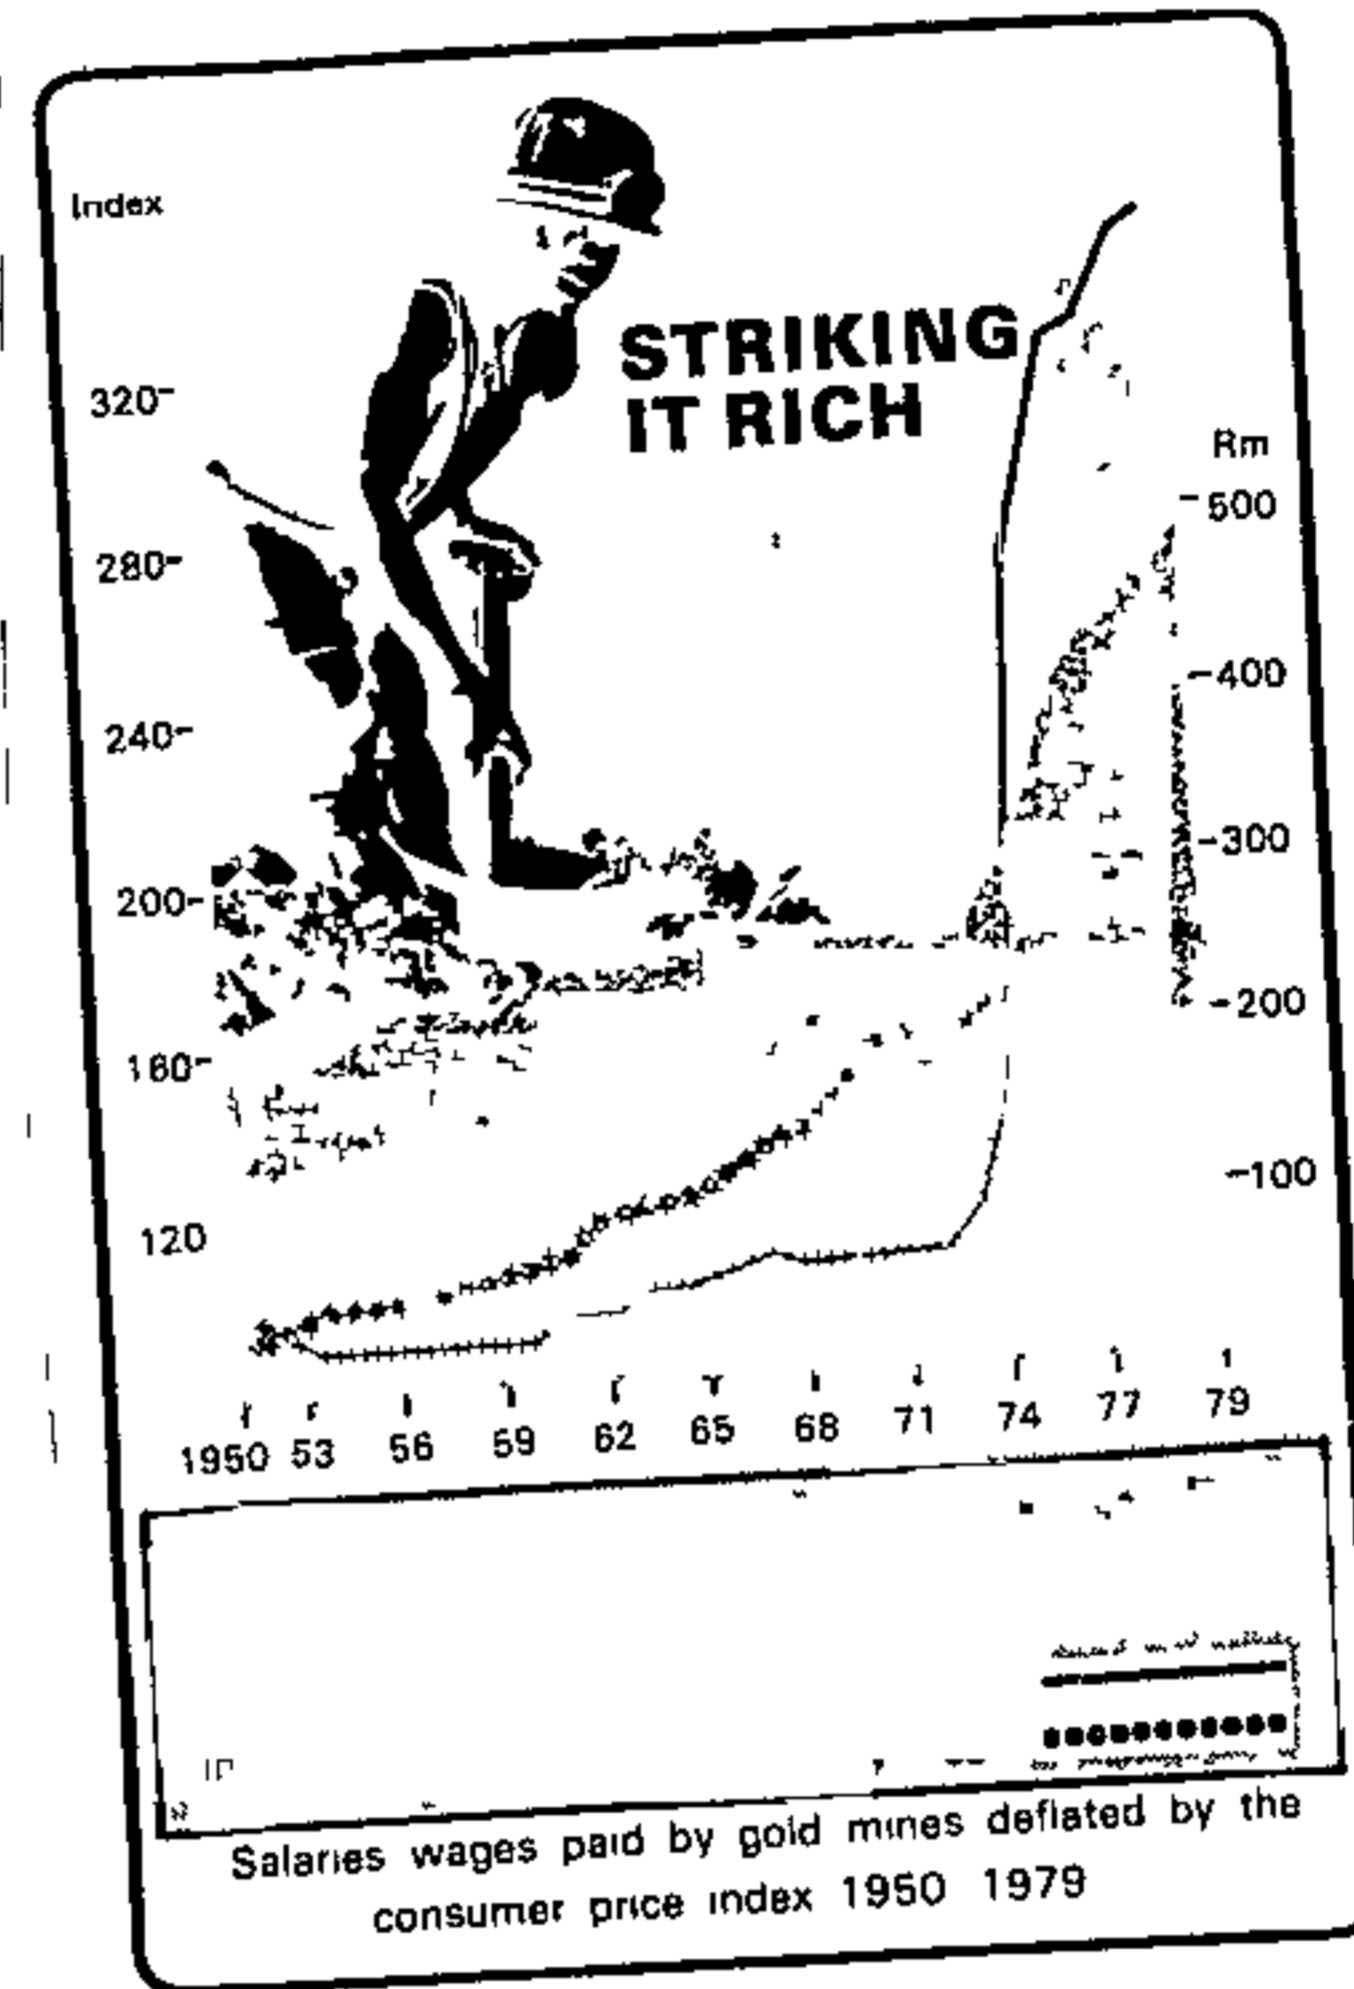 Index
STRIKING
IT RICH
320
Rm
500
280
400
240
300
200
200
160
100
120
1950 53 56 59 62 65 68 71 74 77 79
Salaries wages paid by gold mines deflated by the
consumer price index 1950 1979